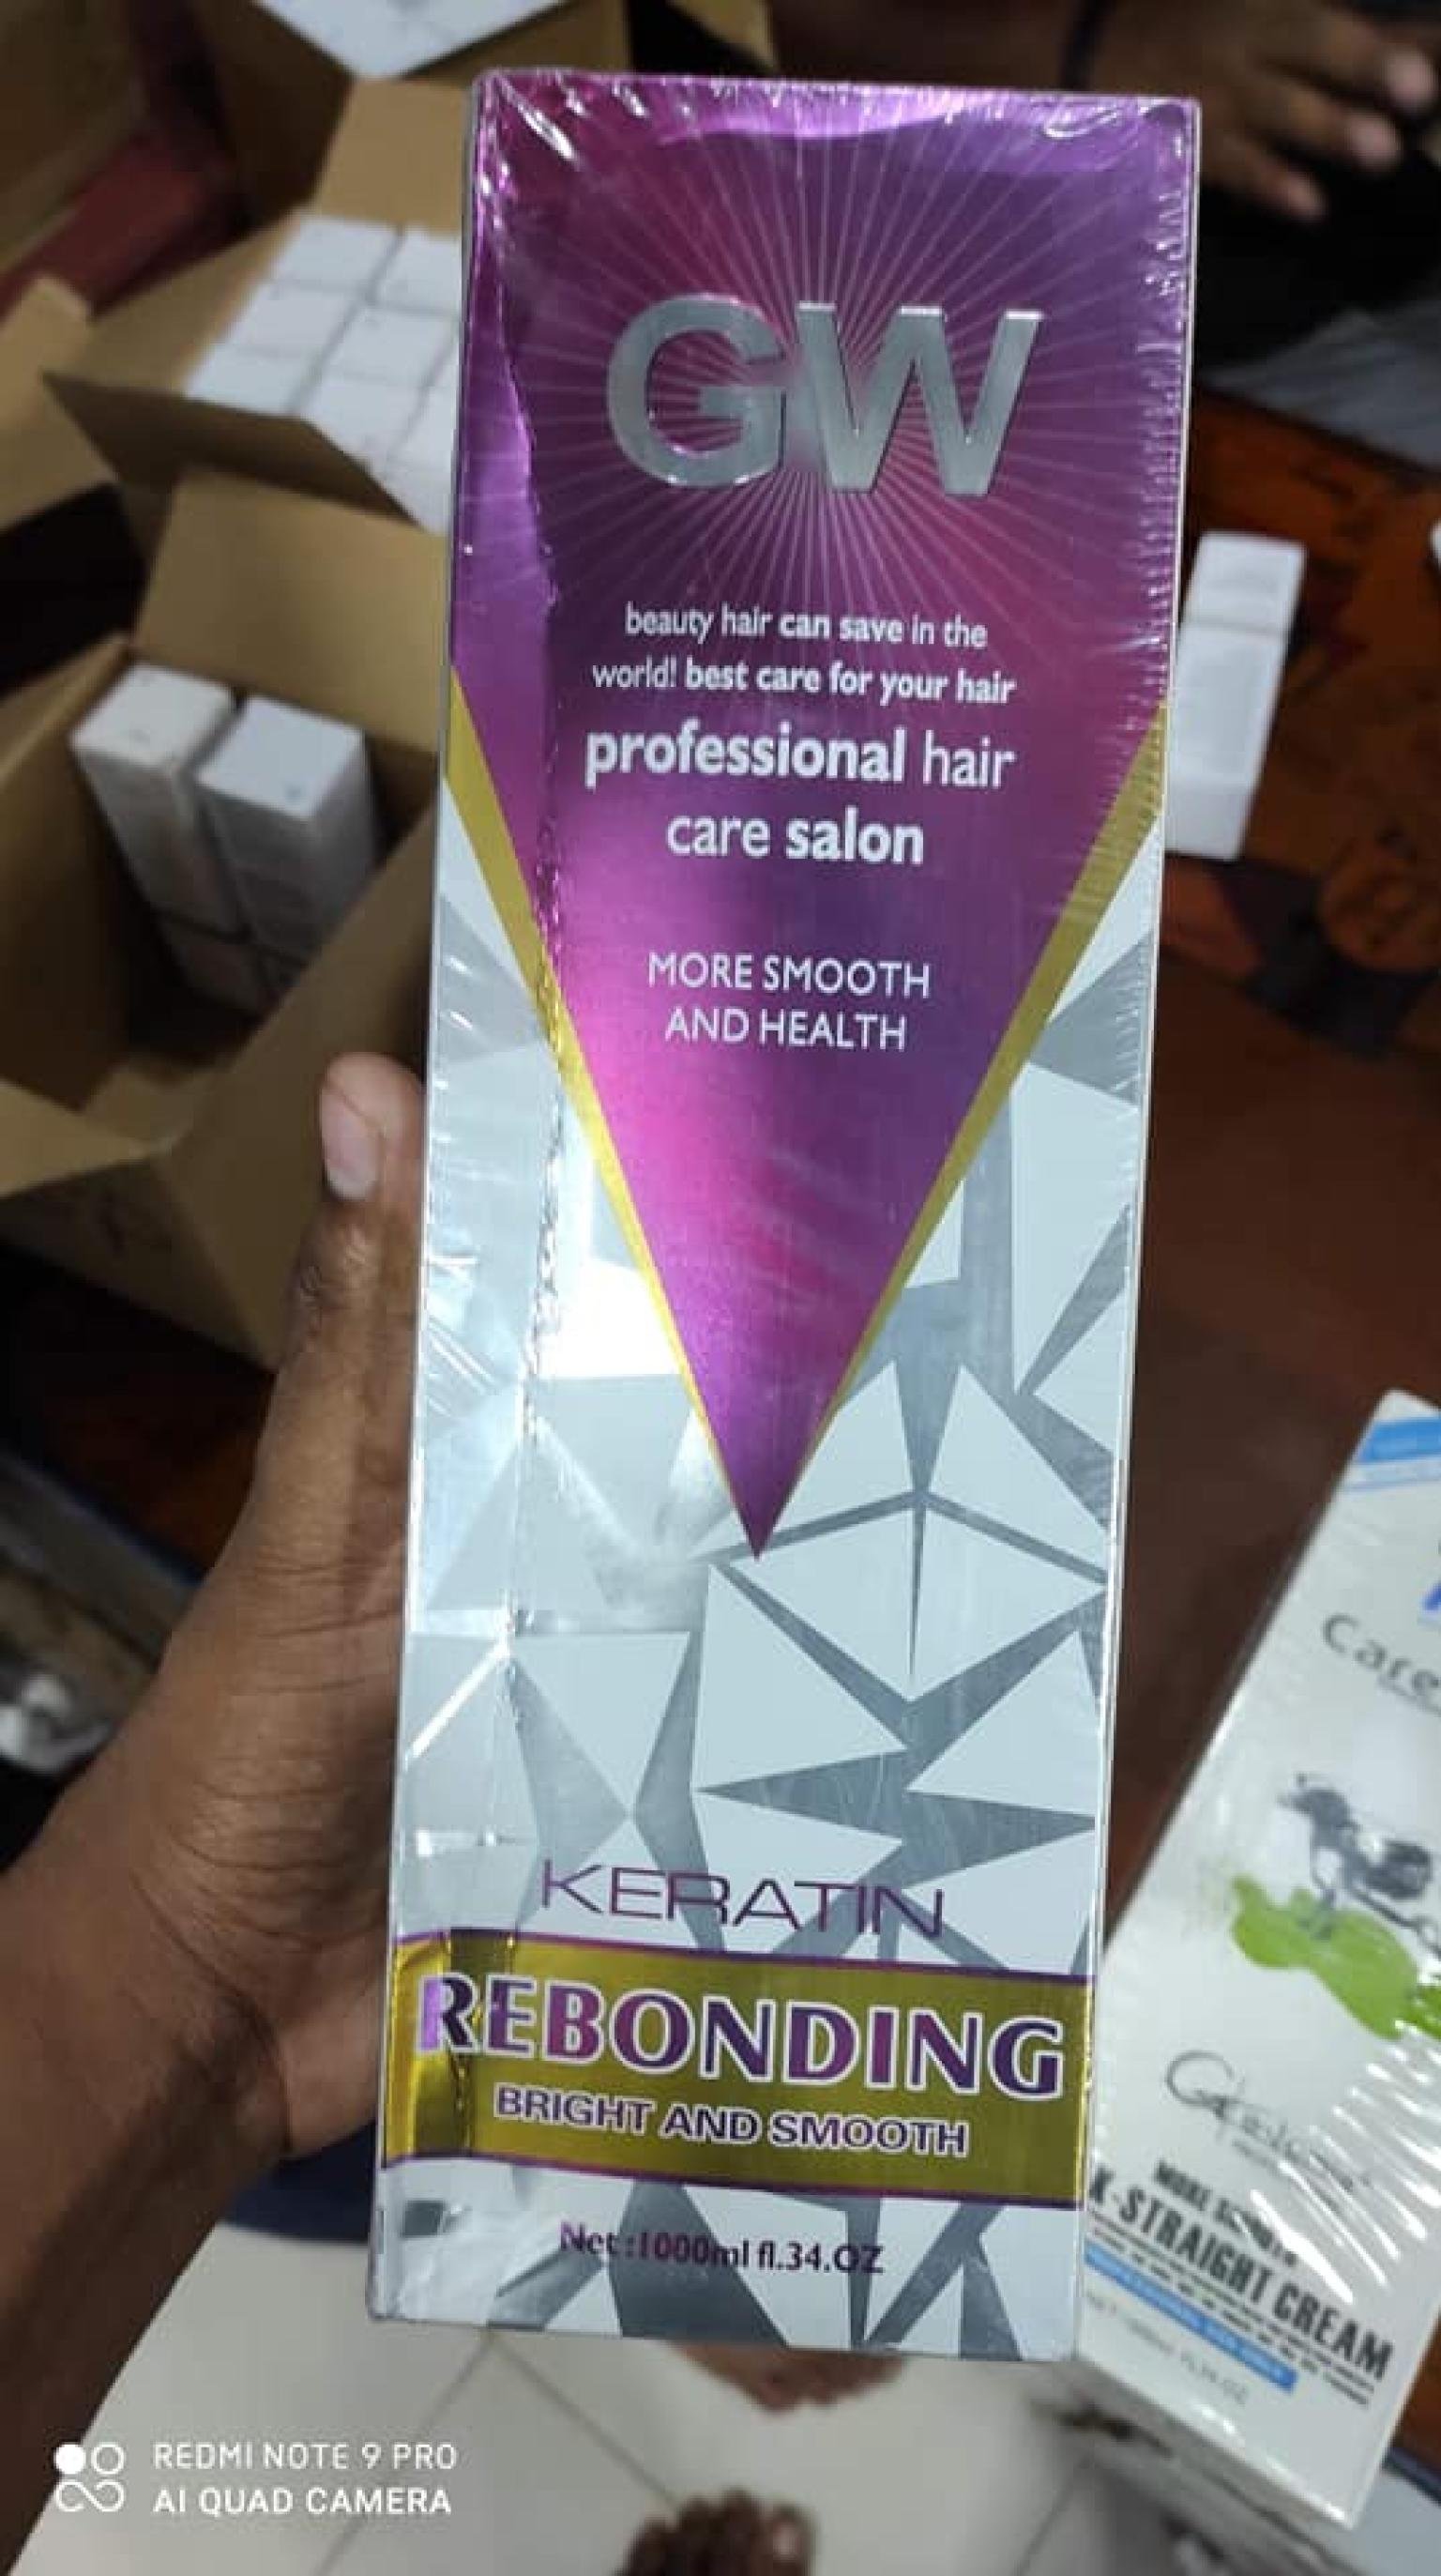 GW
beauty hair can save in the
world! best care for your hair
professional hair
care salon
MORE SMOOTH
AND HEALTH
KERATIN
REBONDING
BRIGHT AND SMOOTH
Net:1000ml fl.34.OZ
Care
MORE SMOOTH
X-STRAIGHT CREAM
REDMI NOTE 9 PRO
AI QUAD CAMERA